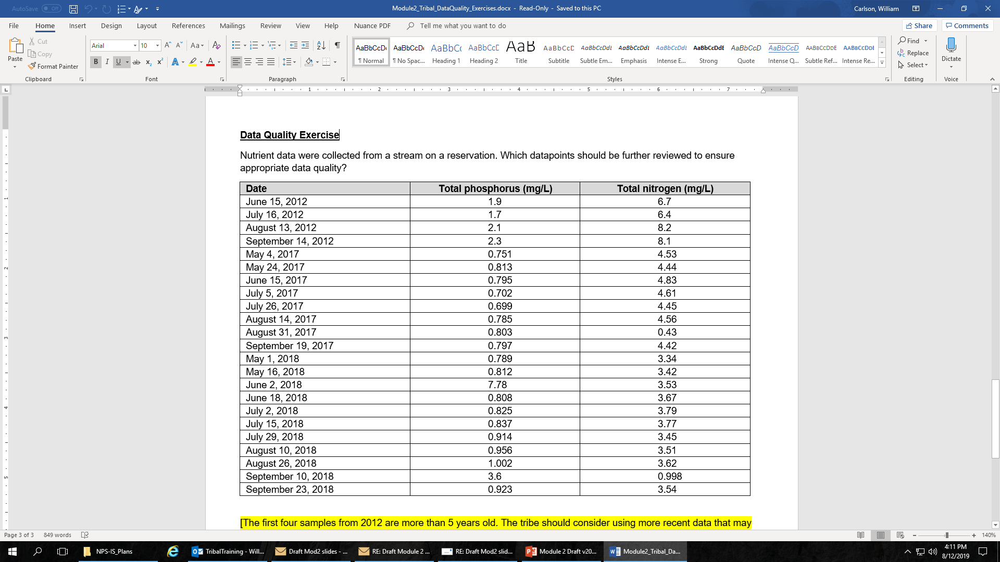 AutoSave Off
Module2_Tribal_DataQuality_Exercises.docx - Read-Only - Saved to this PC
Carlson, William
File Home Insert Design Layout References Mailings Review View Help Nuance PDF Tell me what you want to do Share Comments
Paste
Cut
Copy
Format Painter
Clipboard
Arial 10
Font
Paragraph
AaBbCcDc AaBbCcDc AaBbCc AaBbCcD AaB AaBbCcD AaBbCcDdE AaBbCcDdE AaBbCcDdE AaBbCcDdE AaBbCcD AaBbCcD AABBCCDDE AABBCCDDE
¶ Normal ¶ No Spac... Heading 1 Heading 2 Title Subtitle Subtle Em... Emphasis Intense E... Strong Quote Intense Q... Subtle Ref... Intense Re...
Styles
Find
Replace
Select
Editing
Dictate
Voice
1 2 3 4 5 6 7
Data Quality Exercise
Nutrient data were collected from a stream on a reservation. Which datapoints should be further reviewed to ensure
appropriate data quality?
Date Total phosphorus (mg/L) Total nitrogen (mg/L)
June 15, 2012 1.9 6.7
July 16, 2012 1.7 6.4
August 13, 2012 2.1 8.2
September 14, 2012 2.3 8.1
May 4, 2017 0.751 4.53
May 24, 2017 0.813 4.44
June 15, 2017 0.795 4.83
July 5, 2017 0.702 4.61
July 26, 2017 0.699 4.45
August 14, 2017 0.785 4.56
August 31, 2017 0.803 0.43
September 19, 2017 0.797 4.42
May 1, 2018 0.789 3.34
May 16, 2018 0.812 3.42
June 2, 2018 7.78 3.53
June 18, 2018 0.808 3.67
July 2, 2018 0.825 3.79
July 15, 2018 0.837 3.77
July 29, 2018 0.914 3.45
August 10, 2018 0.956 3.51
August 26, 2018 1.002 3.62
September 10, 2018 3.6 0.998
September 23, 2018 0.923 3.54
[The first four samples from 2012 are more than 5 years old. The tribe should consider using more recent data that may
Page 3 of 3 849 words 140%
NPS-IS_Plans
TribalTraining - Will...
Draft Mod2 slides - ...
RE: Draft Module 2 ...
RE: Draft Mod2 slid...
Module 2 Draft v20...
Module2_Tribal_Da...
4:11 PM
8/12/2019